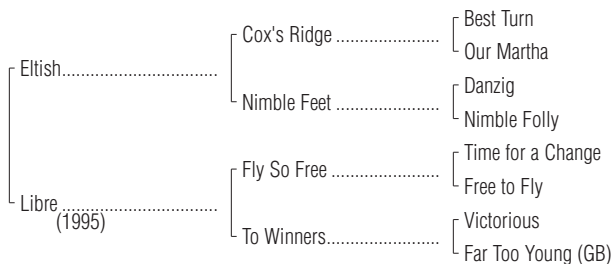 Best Turn
Cox's Ridge ......................
Our Martha
Eltish.................................
Danzig
Nimble Feet ......................
Nimble Folly
Time for a Change
Fly So Free .......................
Free to Fly
Libre .................................
(1995)
Victorious
To Winners........................
Far Too Young (GB)